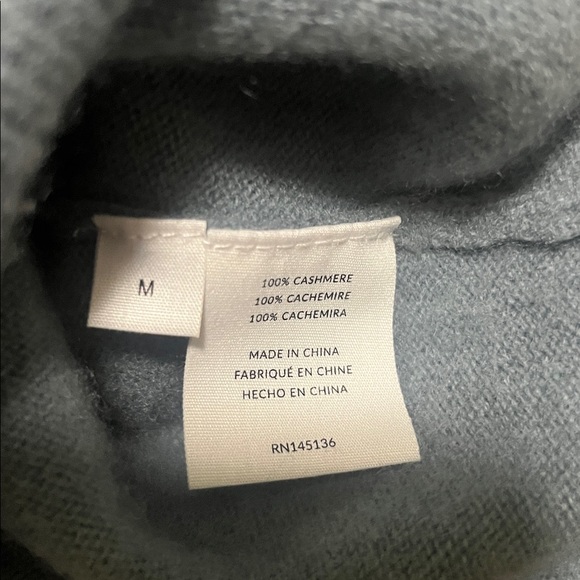 M
100% CASHMERE
100% CACHEMIRE
100% CACHEMIRA
MADE IN CHINA
FABRIQUÉ EN CHINE
HECHO EN CHINA
RN145136